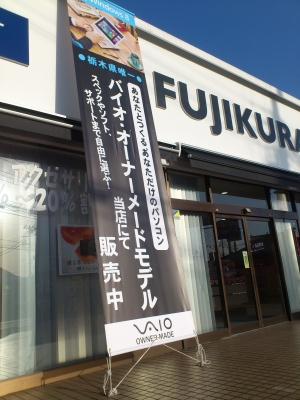 Windows 8
●栃木県唯一●
あなたとつくるあなただけのパソコン
バイオ・オーナーメードモデル
スペックやソフト、
サポートまで自由に選ぶ！
当店にて
販売中
VAIO
OWNER·MADE
FUJIKURA